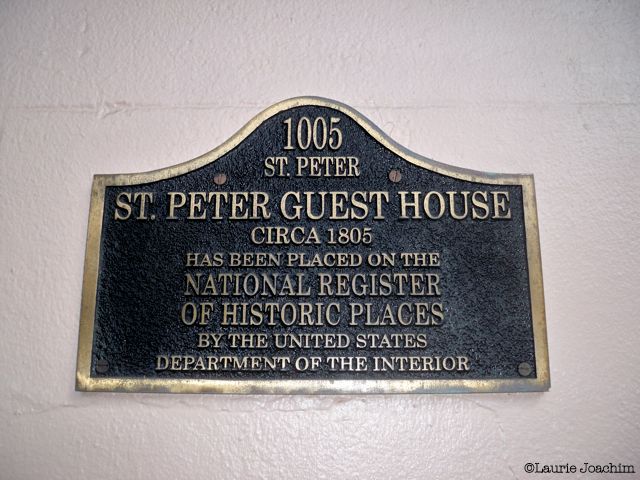 1005
ST. PETER
ST. PETER GUEST HOUSE
CIRCA 1805
HAS BEEN PLACED ON THE
NATIONAL REGISTER
OF HISTORIC PLACES
BY THE UNITED STATES
DEPARTMENT OF THE INTERIOR
©Laurie Joachim